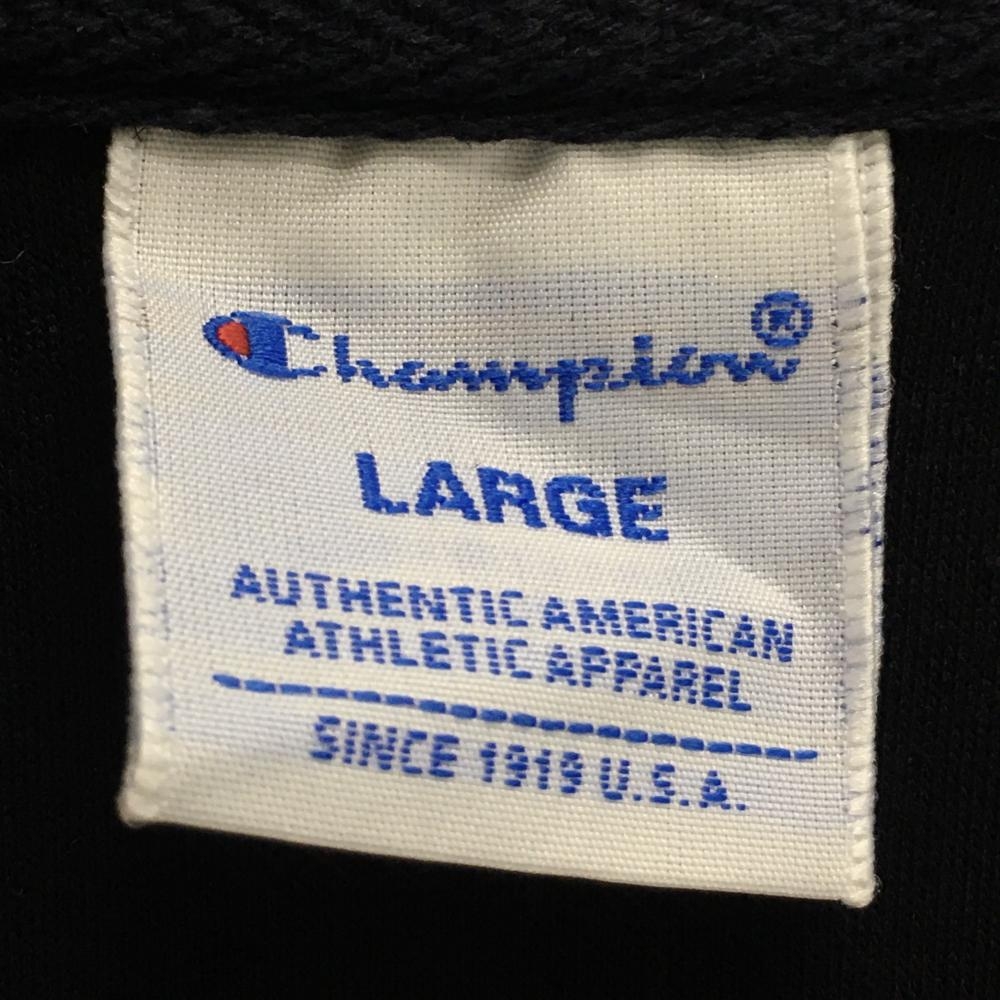 Champion®
LARGE
AUTHENTIC AMERICAN
ATHLETIC APPAREL
SINCE 1919 U.S.A.